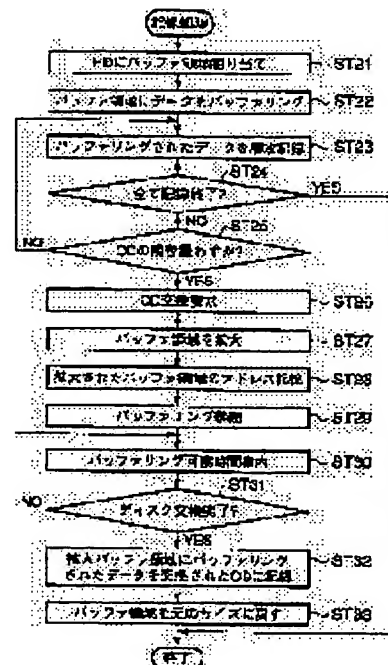 記録処理
HDにバッファ領域割り当て
ST21
バッファ領域にデータをバッファリング
ST22
バッファリングされたデータを順次記録
ST23
ST24
全て記録終了?
YES
NO
ST25
NO
ODの残容量わずか?
YES
OD交換要求
ST26
バッファ領域を拡大
ST27
拡大されたバッファ領域のアドレス記憶
ST28
バッファリング
ST29
バッファリング可能時間案内
ST30
ST31
NO
ディスク交換完了?
YES
拡大バッファ領域にバッファリング
されたデータを交換されたODに記録
ST32
バッファ領域を元のサイズに戻す
ST33
終了